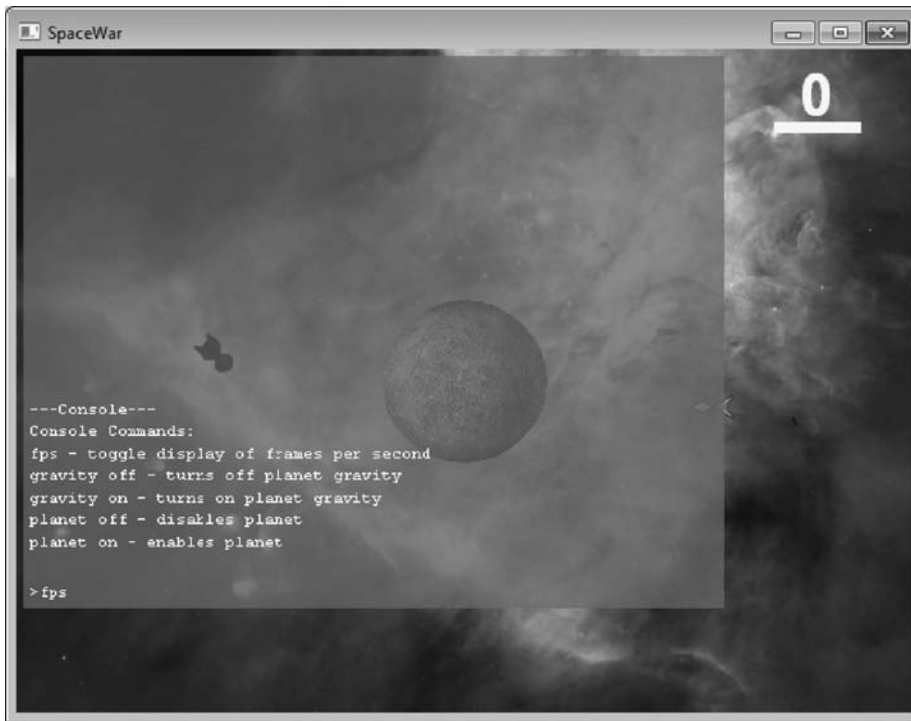 SpaceWar
0
---Console---
Console Commands:
fps - toggle display of frames per second
gravity off - turns off planet gravity
gravity on - turns on planet gravity
planet off - disables planet
planet on - enables planet
>fps